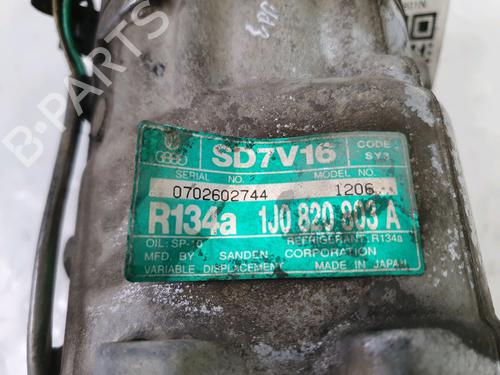 SD7V16 CODE
SY3
SERIAL NO. MODEL NO.
0702602744 1206
R134a 1J0 820 803 A
OIL: SP-10 REFRIGERANT: R134a
MFD. BY SANDEN CORPORATION
VARIABLE DISPLACEMENT MADE IN JAPAN
B-PARTS